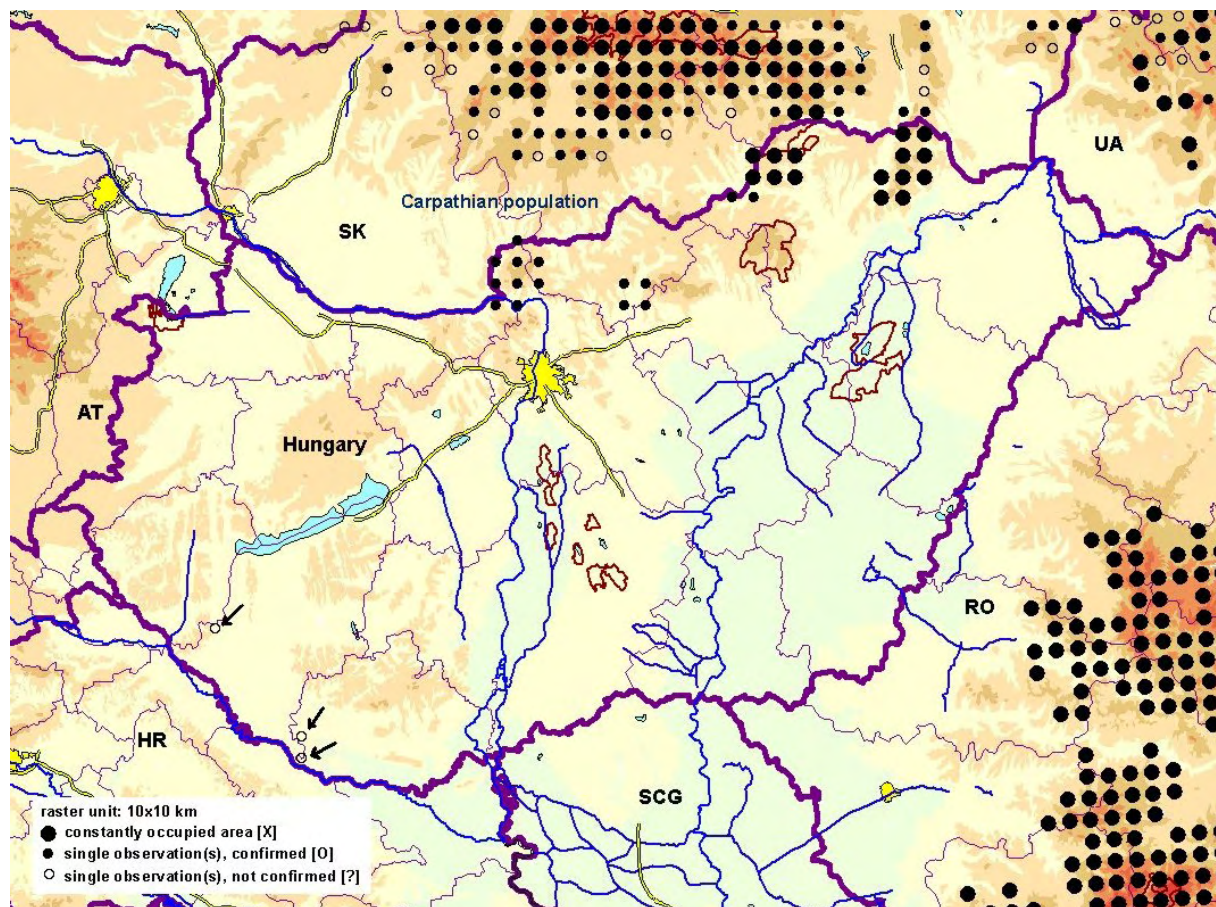 UA
Carpathian population
SK
AT
Hungary
RO
HR
SCG
raster unit: 10x10 km
constantly occupied area [X]
single observation(s), confirmed [O]
single observation(s), not confirmed [?]